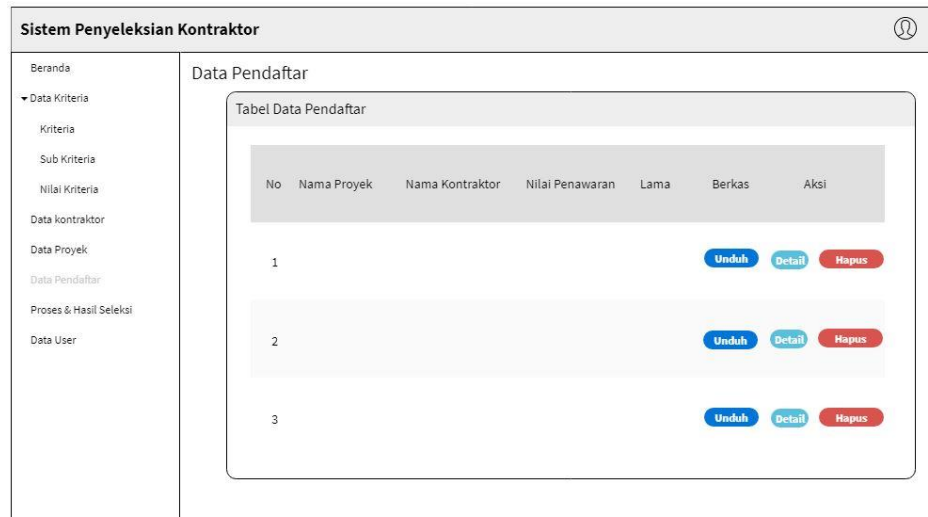 Sistem Penyeleksian Kontraktor
Beranda
Data Kriteria
Kriteria
Sub Kriteria
Nilai Kriteria
Data kontraktor
Data Proyek
Data Pendaftar
Proses & Hasil Seleksi
Data User
Data Pendaftar
Tabel Data Pendaftar
No Nama Proyek Nama Kontraktor Nilai Penawaran Lama Berkas Aksi
1 Unduh Detail Hapus
2 Unduh Detail Hapus
3 Unduh Detail Hapus